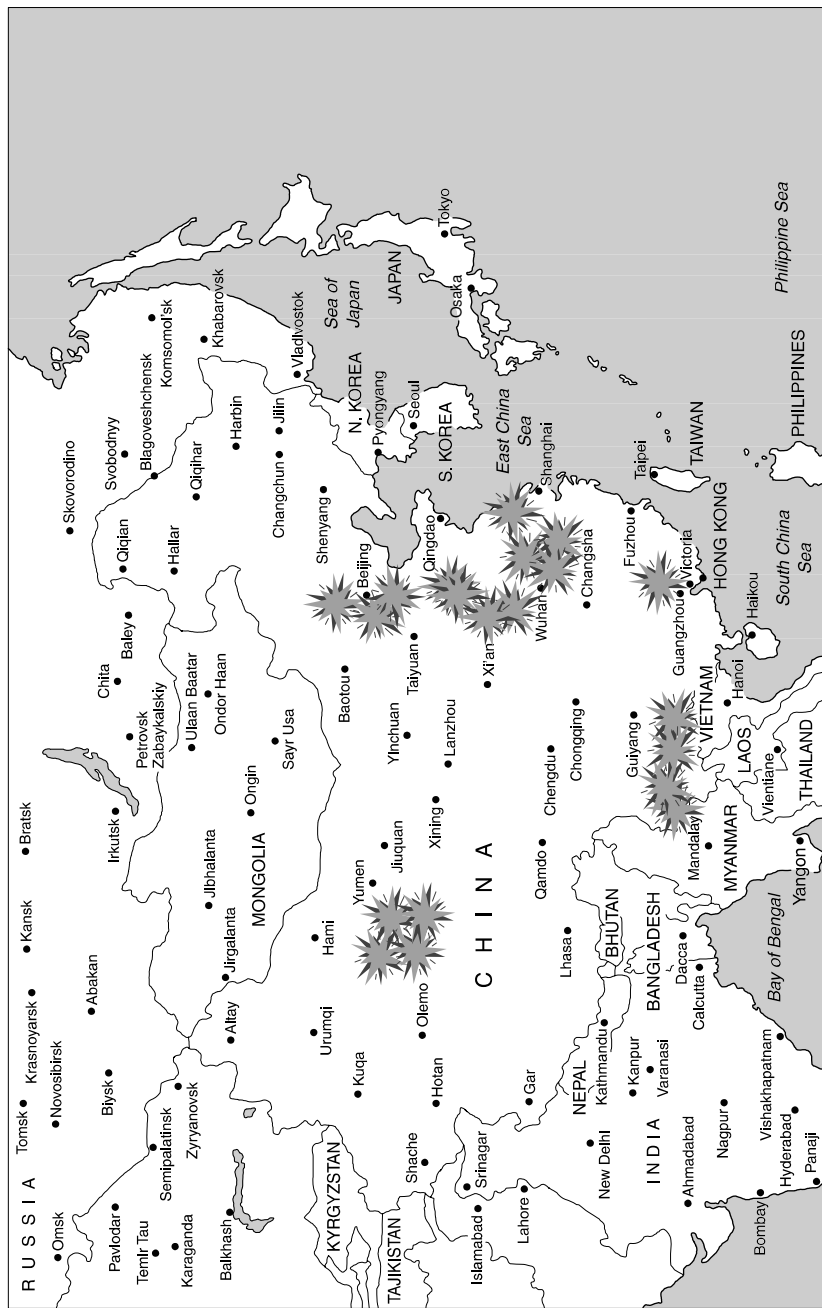 R U S S I A
Omsk
Tomsk
Krasnoyarsk
Novosibirsk
Kansk
Bratsk
Pavlodar
Temlr Tau
Karaganda
Semipalatinsk
Zyryanovsk
Biysk
Abakan
Balkhash
Irkutsk
Petrovsk
Zabaykalskiy
Chita
Baley
Skovorodino
Qiqian
Svobodnyy
Blagoveshchensk
Komsomol'sk
Khabarovsk
Hallar
Qiqihar
Harbin
Changchun
Jilin
Vladlvostok
Altay
Jirgalanta
Jlbhalanta
MONGOLIA
Ongin
Ulaan Baatar
Ondor Haan
Sayr Usa
Shenyang
KYRGYZSTAN
TAJIKISTAN
Urumqi
Hami
Kuqa
Yumen
Jiuquan
Baotou
Beijing
Yinchuan
Taiyuan
N. KOREA
Pyongyang
Seoul
S. KOREA
Sea of
Japan
JAPAN
Tokyo
Osaka
Shache
Hotan
Olemo
Xining
Lanzhou
Qingdao
C H I N A
Xi'an
Islamabad
Srinagar
Lahore
Gar
Qamdo
Chengdu
Chongqing
Wuhan
Changsha
Shanghai
East China
Sea
Lhasa
NEPAL
Kathmandu
BHUTAN
BANGLADESH
Dacca
Calcutta
New Delhi
Kanpur
Varanasi
I N D I A
Ahmadabad
Nagpur
Bombay
Vishakhapatnam
Hyderabad
Panaji
Bay of Bengal
Guiyang
Mandalay
MYANMAR
Yangon
VIETNAM
Hanoi
LAOS
Vientiane
THAILAND
Fuzhou
Taipei
TAIWAN
Guangzhou
Victoria
HONG KONG
Haikou
South China
Sea
PHILIPPINES
Philippine Sea